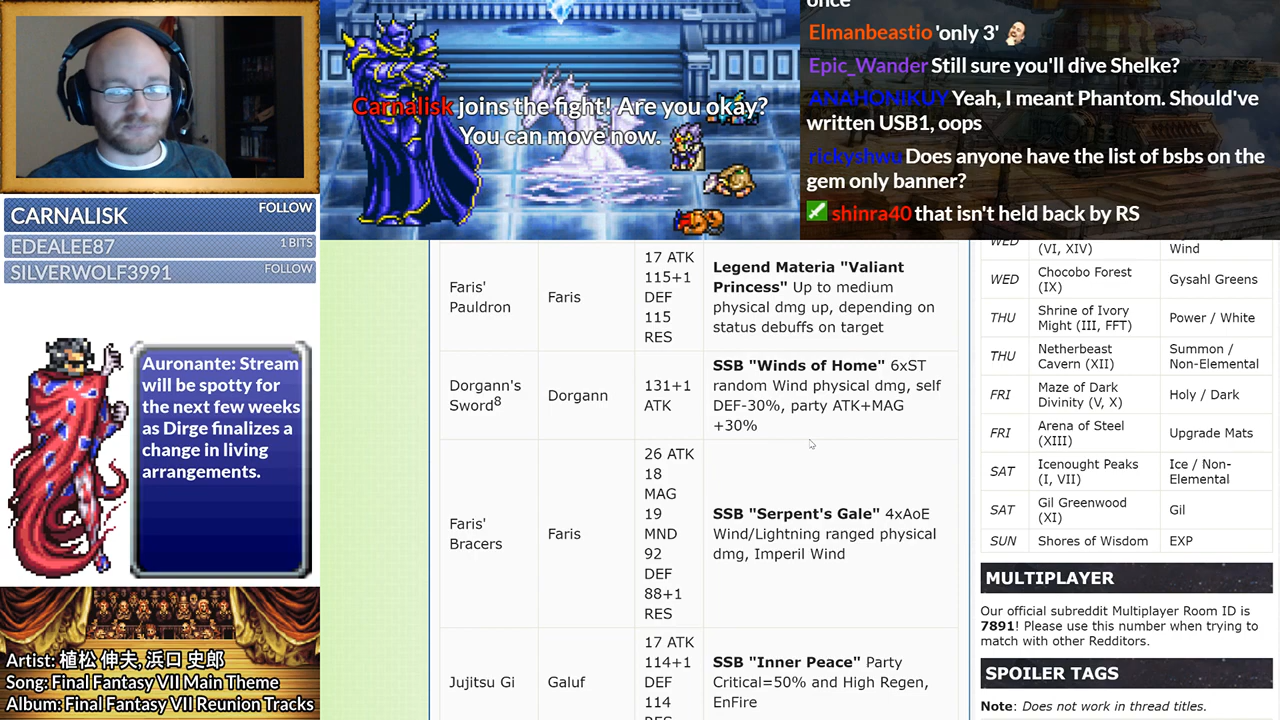 CARNALISK FOLLOW
EDEALEE87 1 BITS
SILVERWOLF3991 FOLLOW
Auronante: Stream
will be spotty for
the next few weeks
as Dirge finalizes a
change in living
arrangements.
Artist: 植松 伸夫, 浜口 史郎
Song: Final Fantasy VII Main Theme
Album: Final Fantasy VII Reunion Tracks
Carnalisk joins the fight! Are you okay?
You can move now.
once
Elmanbeastio 'only 3'
Epic_Wander Still sure you'll dive Shelke?
ANAHONIKUY Yeah, I meant Phantom. Should've
written USB1, oops
rickyshwu Does anyone have the list of bsbs on the
gem only banner?
shinra40 that isn't held back by RS
Faris'
Pauldron
Faris
17 ATK
115+1
DEF
115
RES
Legend Materia "Valiant
Princess" Up to medium
physical dmg up, depending on
status debuffs on target
Dorgann's
Sword8
Dorgann
131+1
ATK
SSB "Winds of Home" 6xST
random Wind physical dmg, self
DEF-30%, party ATK+MAG
+30%
Faris'
Bracers
Faris
26 ATK
18
MAG
19
MND
92
DEF
88+1
RES
SSB "Serpent's Gale" 4xAoE
Wind/Lightning ranged physical
dmg, Imperil Wind
Jujitsu Gi
Galuf
17 ATK
114+1
DEF
114
SSB "Inner Peace" Party
Critical=50% and High Regen,
EnFire
WED
(VI, XIV)
Wind
WED
Chocobo Forest
(IX)
Gysahl Greens
THU
Shrine of Ivory
Might (III, FFT)
Power / White
THU
Netherbeast
Cavern (XII)
Summon /
Non-Elemental
FRI
Maze of Dark
Divinity (V, X)
Holy / Dark
FRI
Arena of Steel
(XIII)
Upgrade Mats
SAT
Icenought Peaks
(I, VII)
Ice / Non-
Elemental
SAT
Gil Greenwood
(XI)
Gil
SUN
Shores of Wisdom
EXP
MULTIPLAYER
Our official subreddit Multiplayer Room ID is
7891! Please use this number when trying to
match with other Redditors.
SPOILER TAGS
Note: Does not work in thread titles.